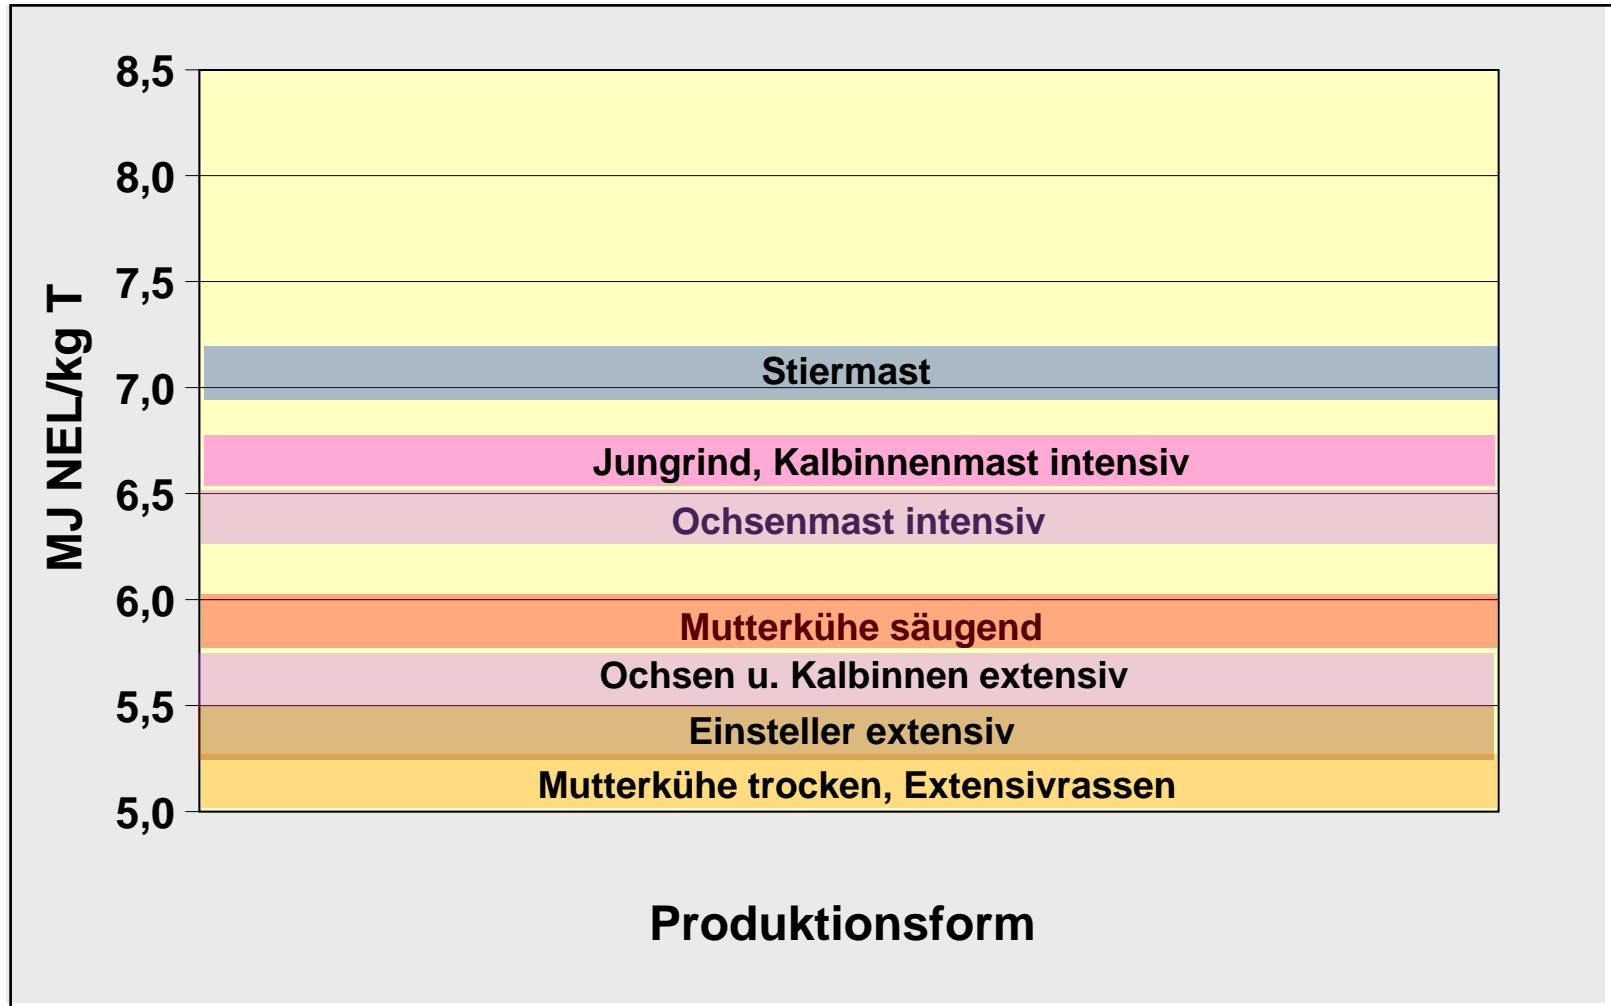 8,5
8,0
7,5
7,0
6,5
6,0
5,5
5,0
MJ NEL/kg T
Stiermast
Jungrind, Kalbinnenmast intensiv
Ochsenmast intensiv
Mutterkühe säugend
Ochsen u. Kalbinnen extensiv
Einsteller extensiv
Mutterkühe trocken, Extensivrassen
Produktionsform